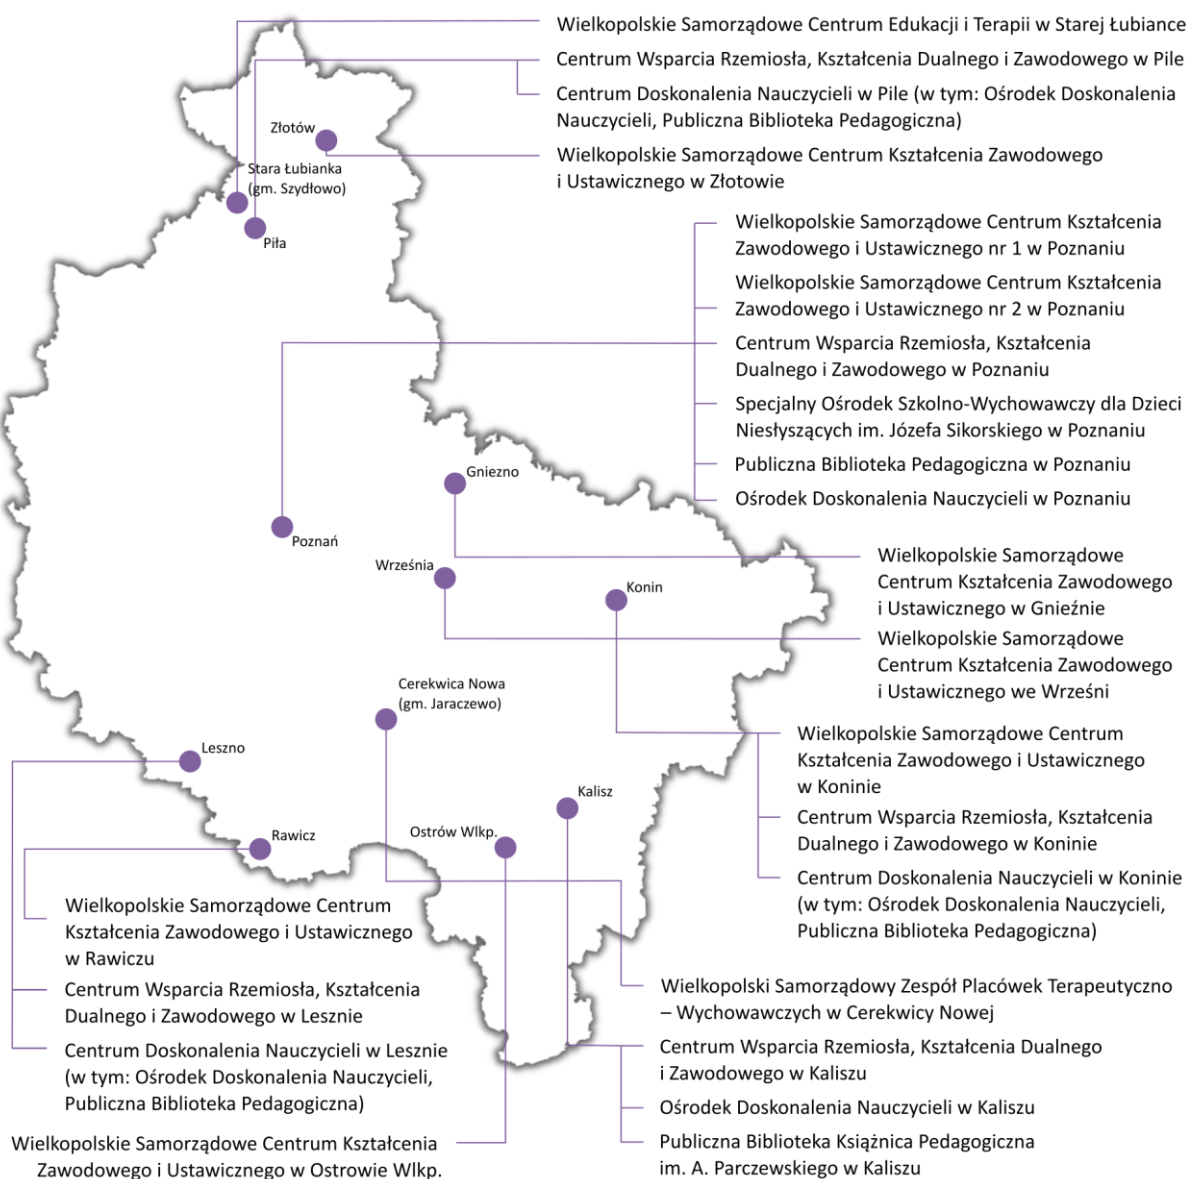 Wielkopolskie Samorządowe Centrum Edukacji i Terapii w Starej Łubiance
Centrum Wsparcia Rzemiosła, Kształcenia Dualnego i Zawodowego w Pile
Centrum Doskonalenia Nauczycieli w Pile (w tym: Ośrodek Doskonalenia
Nauczycieli, Publiczna Biblioteka Pedagogiczna)
Złotów
Wielkopolskie Samorządowe Centrum Kształcenia Zawodowego
i Ustawicznego w Złotowie
Stara Łubianka
(gm. Szydłowo)
Piła
Wielkopolskie Samorządowe Centrum Kształcenia
Zawodowego i Ustawicznego nr 1 w Poznaniu
Wielkopolskie Samorządowe Centrum Kształcenia
Zawodowego i Ustawicznego nr 2 w Poznaniu
Centrum Wsparcia Rzemiosła, Kształcenia
Dualnego i Zawodowego w Poznaniu
Specjalny Ośrodek Szkolno-Wychowawczy dla Dzieci
Niesłyszących im. Józefa Sikorskiego w Poznaniu
Publiczna Biblioteka Pedagogiczna w Poznaniu
Ośrodek Doskonalenia Nauczycieli w Poznaniu
Gniezno
Poznań
Września
Konin
Wielkopolskie Samorządowe
Centrum Kształcenia Zawodowego
i Ustawicznego w Gnieźnie
Wielkopolskie Samorządowe
Centrum Kształcenia Zawodowego
i Ustawicznego we Wrześni
Cerekwica Nowa
(gm. Jaraczewo)
Leszno
Kalisz
Rawicz
Ostrów Wlkp.
Wielkopolskie Samorządowe Centrum
Kształcenia Zawodowego i Ustawicznego
w Koninie
Centrum Wsparcia Rzemiosła, Kształcenia
Dualnego i Zawodowego w Koninie
Centrum Doskonalenia Nauczycieli w Koninie
(w tym: Ośrodek Doskonalenia Nauczycieli,
Publiczna Biblioteka Pedagogiczna)
Wielkopolskie Samorządowe Centrum
Kształcenia Zawodowego i Ustawicznego
w Rawiczu
Centrum Wsparcia Rzemiosła, Kształcenia
Dualnego i Zawodowego w Lesznie
Centrum Doskonalenia Nauczycieli w Lesznie
(w tym: Ośrodek Doskonalenia Nauczycieli,
Publiczna Biblioteka Pedagogiczna)
Wielkopolskie Samorządowe Centrum Kształcenia
Zawodowego i Ustawicznego w Ostrowie Wlkp.
Wielkopolski Samorządowy Zespół Placówek Terapeutyczno
– Wychowawczych w Cerekwicy Nowej
Centrum Wsparcia Rzemiosła, Kształcenia Dualnego
i Zawodowego w Kaliszu
Ośrodek Doskonalenia Nauczycieli w Kaliszu
Publiczna Biblioteka Książnica Pedagogiczna
im. A. Parczewskiego w Kaliszu